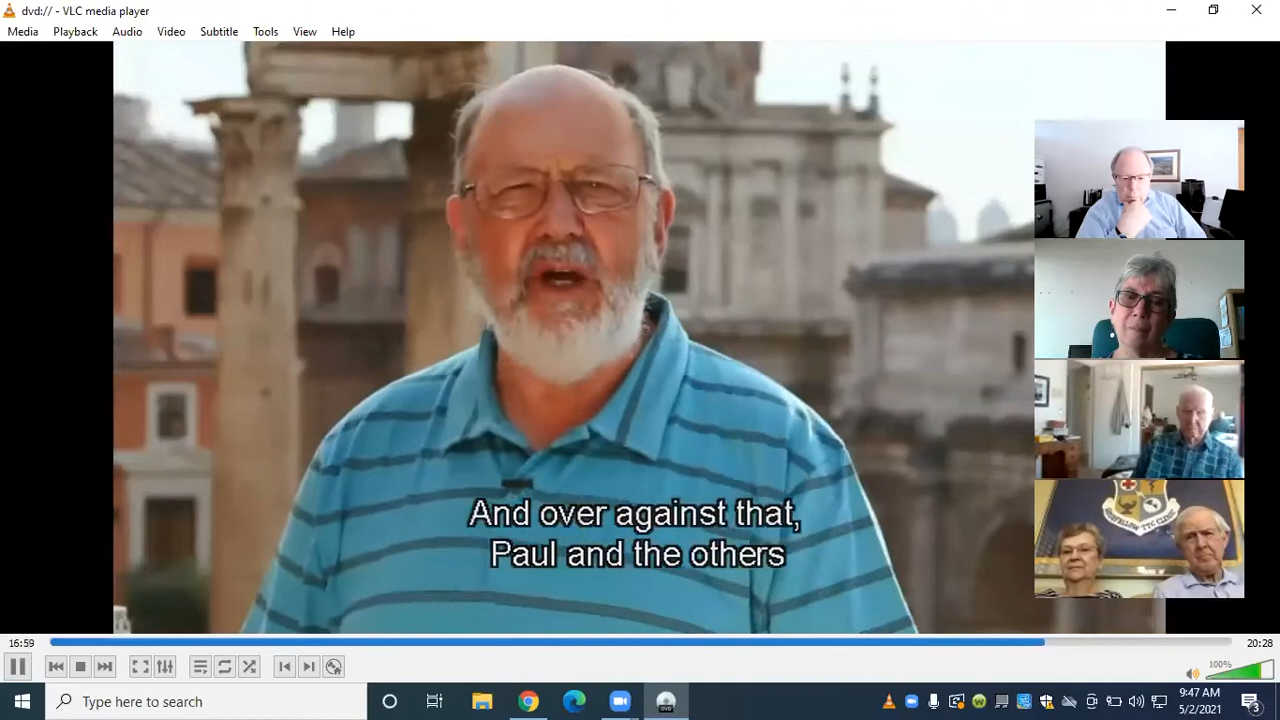 dvd:// - VLC media player
Media Playback Audio Video Subtitle Tools View Help
And over against that,
Paul and the others
16:59
20:28
100%
Type here to search
9:47 AM
5/2/2021
3